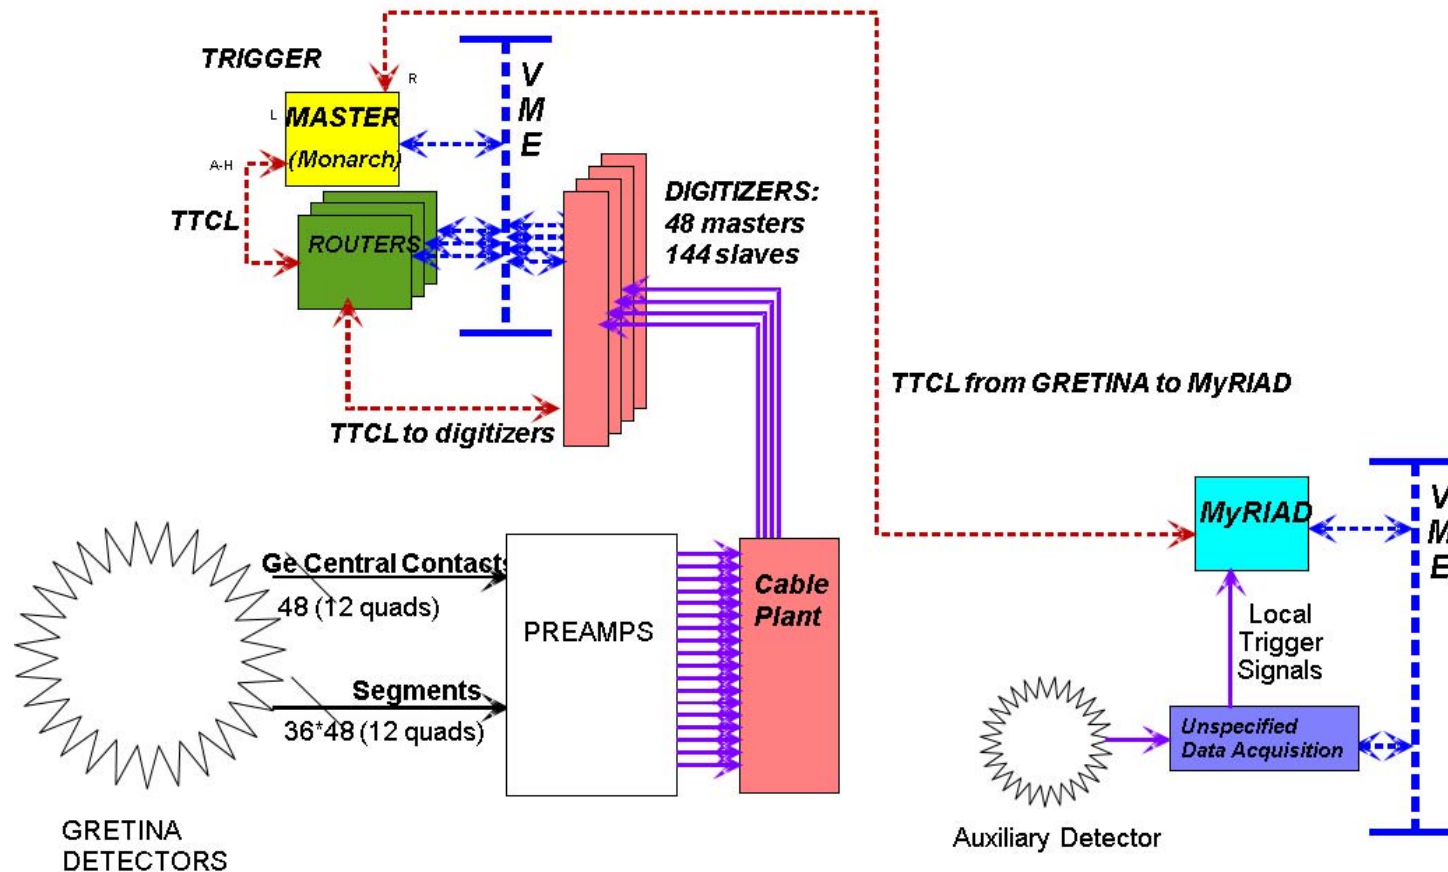 TRIGGER
R
L
MASTER
(Monarch)
A-H
TTCL
ROUTERS
V
M
E
DIGITIZERS:
48 masters
144 slaves
TTCL to digitizers
TTCL from GRETINA to MyRIAD
Ge Central Contacts
48 (12 quads)
Segments
36*48 (12 quads)
PREAMPS
Cable
Plant
GRETINA
DETECTORS
MyRIAD
V
M
E
Local
Trigger
Signals
Unspecified
Data Acquisition
Auxiliary Detector